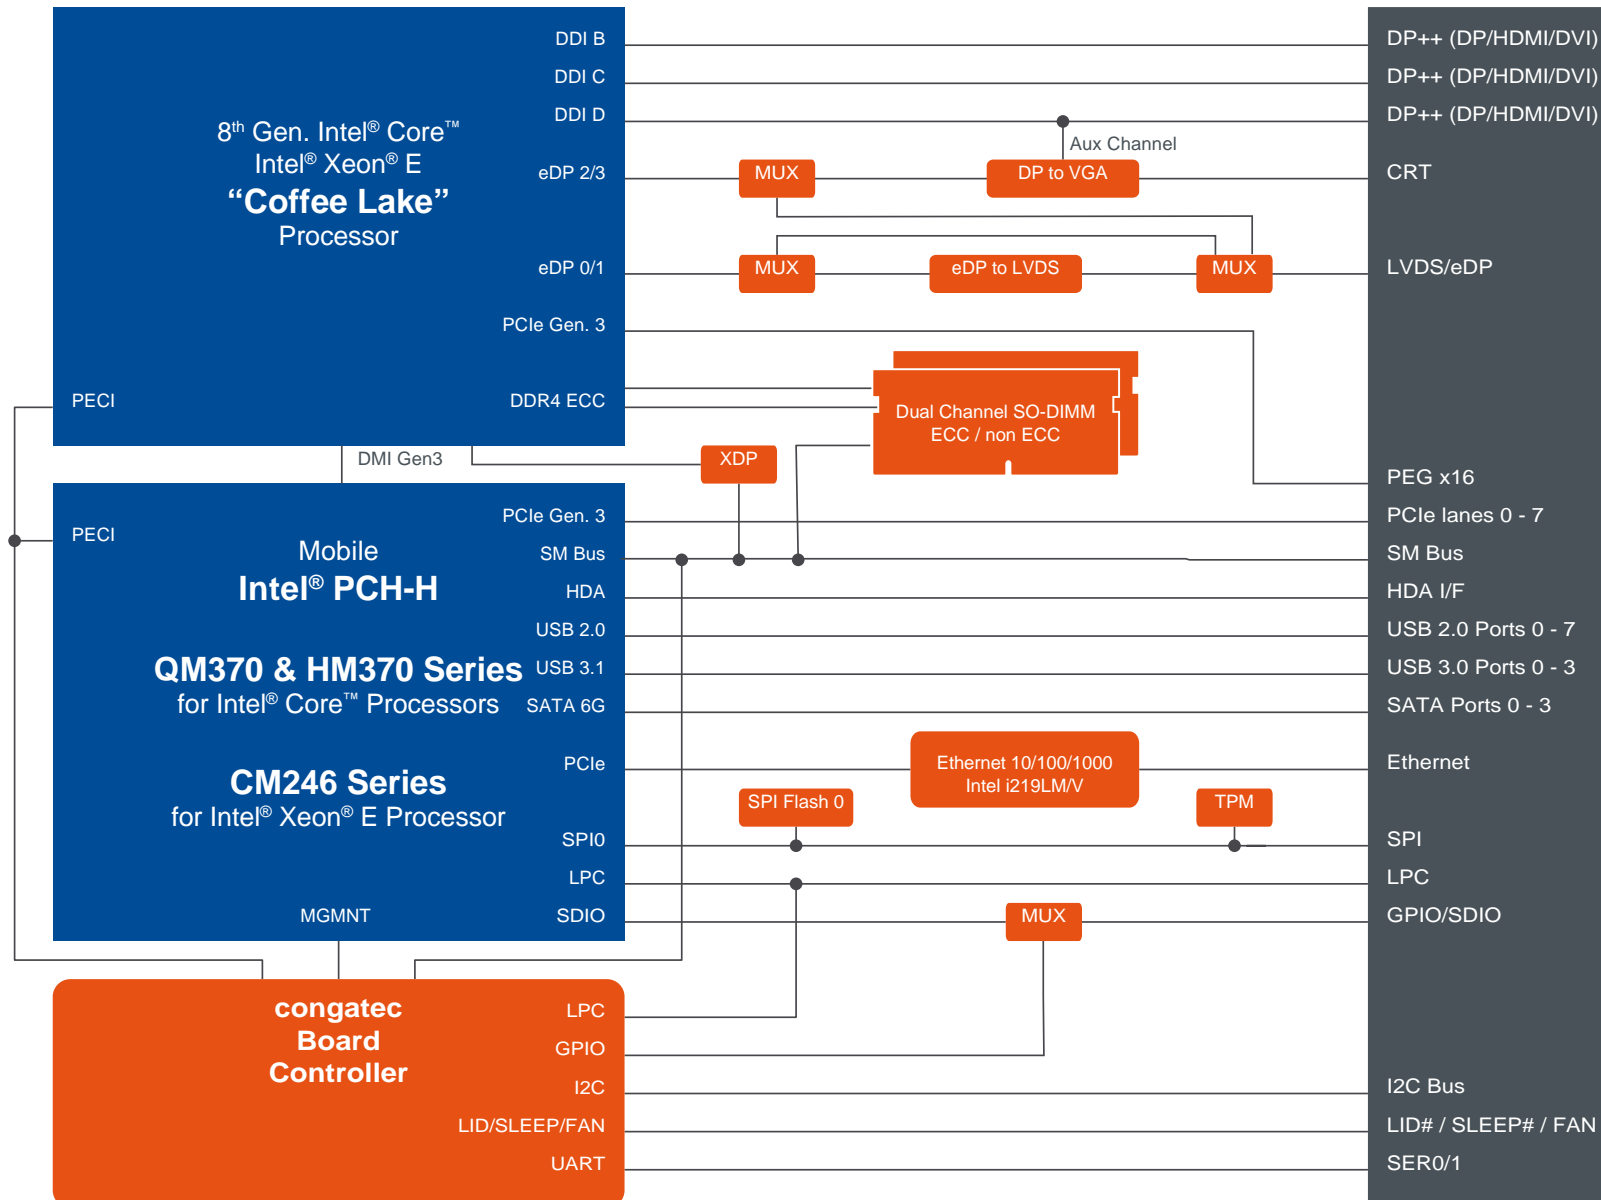 8th Gen. Intel® Core™
Intel® Xeon® E
“Coffee Lake”
Processor
DDI B
DDI C
DDI D
eDP 2/3
eDP 0/1
PCIe Gen. 3
DDR4 ECC
PECI
DMI Gen3
Aux Channel
MUX
DP to VGA
MUX
eDP to LVDS
MUX
Dual Channel SO-DIMM
ECC / non ECC
XDP
PECI
Mobile
Intel® PCH-H
QM370 & HM370 Series
for Intel® Core™ Processors
CM246 Series
for Intel® Xeon® E Processor
MGMNT
PCIe Gen. 3
SM Bus
HDA
USB 2.0
USB 3.1
SATA 6G
PCIe
SPI0
LPC
SDIO
Ethernet 10/100/1000
Intel i219LM/V
SPI Flash 0
TPM
MUX
congatec
Board
Controller
LPC
GPIO
I2C
LID/SLEEP/FAN
UART
DP++ (DP/HDMI/DVI)
DP++ (DP/HDMI/DVI)
DP++ (DP/HDMI/DVI)
CRT
LVDS/eDP
PEG x16
PCIe lanes 0 - 7
SM Bus
HDA I/F
USB 2.0 Ports 0 - 7
USB 3.0 Ports 0 - 3
SATA Ports 0 - 3
Ethernet
SPI
LPC
GPIO/SDIO
I2C Bus
LID# / SLEEP# / FAN
SER0/1